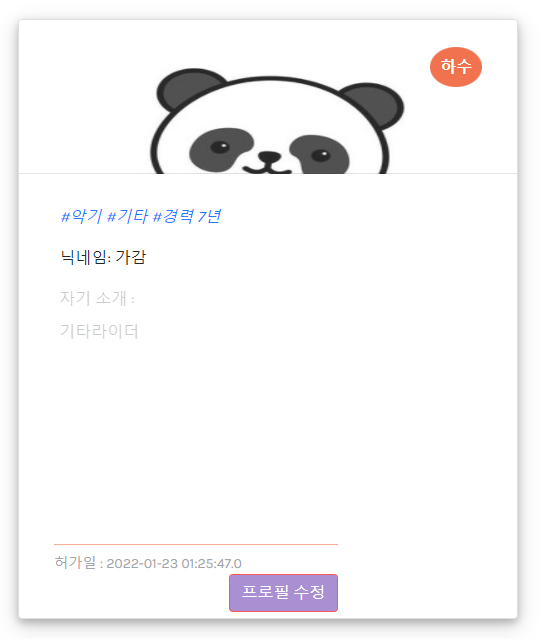 하수
#악기 #기타 #경력 7년
닉네임: 가감
자기 소개 :
기타라이더
허가일 : 2022-01-23 01:25:47.0
프로필 수정